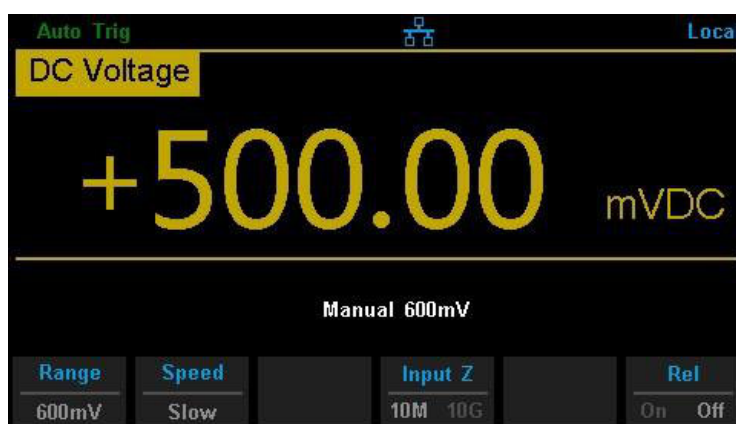 Auto Trig Loca
DC Voltage
+500.00 mVDC
Manual 600mV
Range Speed Input Z Rel
600mV Slow 10M 10G On Off